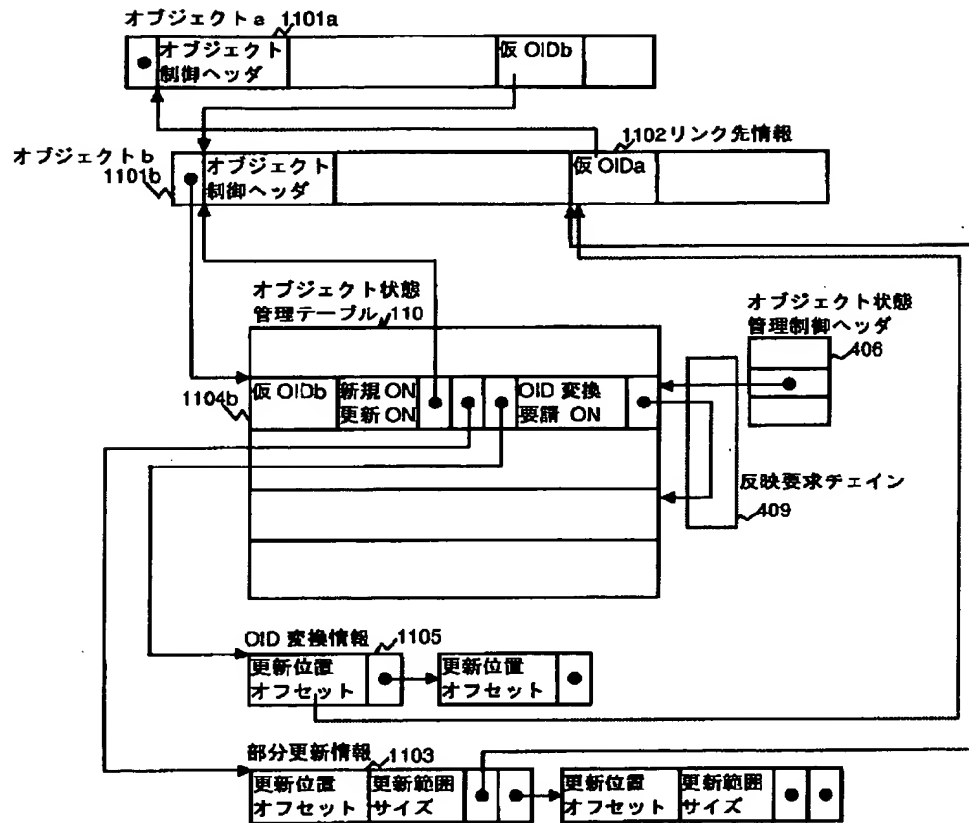 オブジェクトa 1101a
オブジェクト
制御ヘッダ
仮 OIDb
1102リンク先情報
オブジェクトb
1101b
オブジェクト
制御ヘッダ
仮 OIDa
オブジェクト状態
管理テーブル 110
オブジェクト状態
管理制御ヘッダ
406
1104b
仮 OIDb
新規 ON
更新 ON
OID 変換
要請 ON
反映要求チェイン
409
OID 変換情報 1105
更新位置
オフセット
更新位置
オフセット
部分更新情報 1103
更新位置
オフセット
更新範囲
サイズ
更新位置
オフセット
更新範囲
サイズ